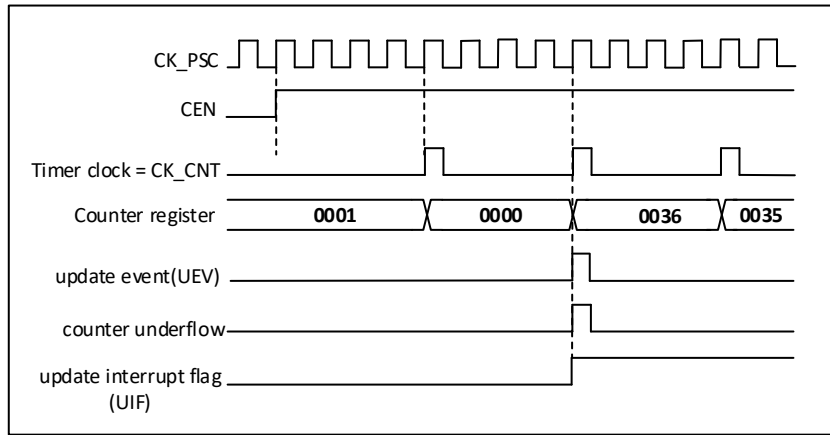 CK_PSC
CEN
Timer clock = CK_CNT
Counter register
0001
0000
0036
0035
update event(UEV)
counter underflow
update interrupt flag
(UIF)